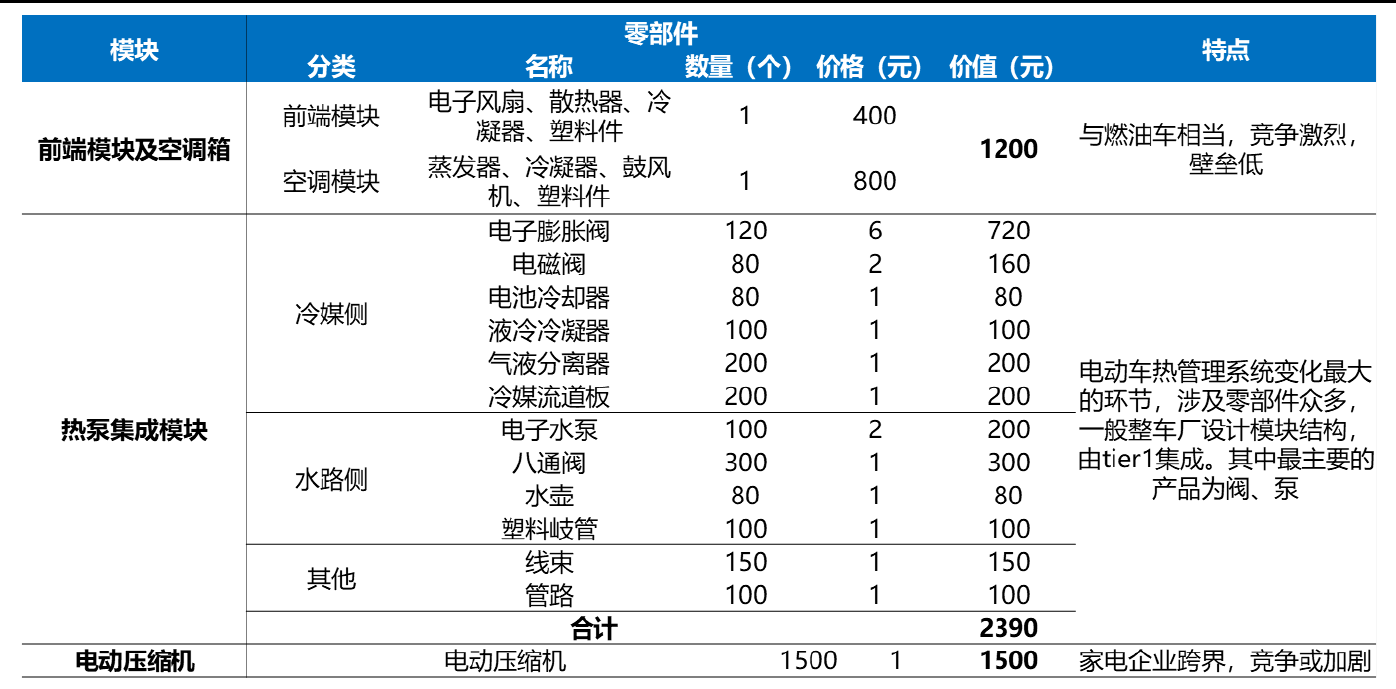 模块 零部件 特点
分类 名称 数量（个） 价格（元） 价值（元）
前端模块及空调箱 前端模块 电子风扇、散热器、冷
凝器、塑料件 1 400 1200 与燃油车相当，竞争激烈，
壁垒低
空调模块 蒸发器、冷凝器、鼓风
机、塑料件 1 800
热泵集成模块 冷媒侧 电子膨胀阀 120 6 720
电磁阀 80 2 160
电池冷却器 80 1 80
液冷冷凝器 100 1 100
气液分离器 200 1 200
冷媒流道板 200 1 200
水路侧 电子水泵 100 2 200
八通阀 300 1 300
水壶 80 1 80
塑料岐管 100 1 100
其他 线束 150 1 150
管路 100 1 100
合计 2390
电动车热管理系统变化最大
的环节，涉及零部件众多，
一般整车厂设计模块结构，
由tier1集成。其中最主要的
产品为阀、泵
电动压缩机 电动压缩机 1500 1 1500 家电企业跨界，竞争或加剧